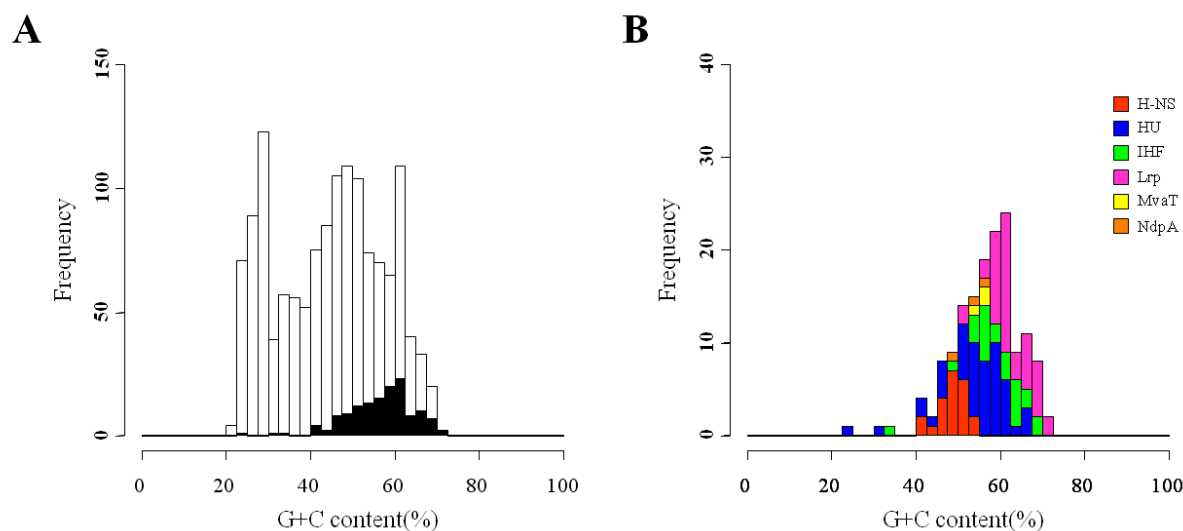 A
150
100
50
0
Frequency
0 20 40 60 80 100
G+C content(%)
B
40
30
20
10
0
Frequency
0 20 40 60 80 100
G+C content(%)
H-NS
HU
IHF
Lrp
MvaT
NdpA